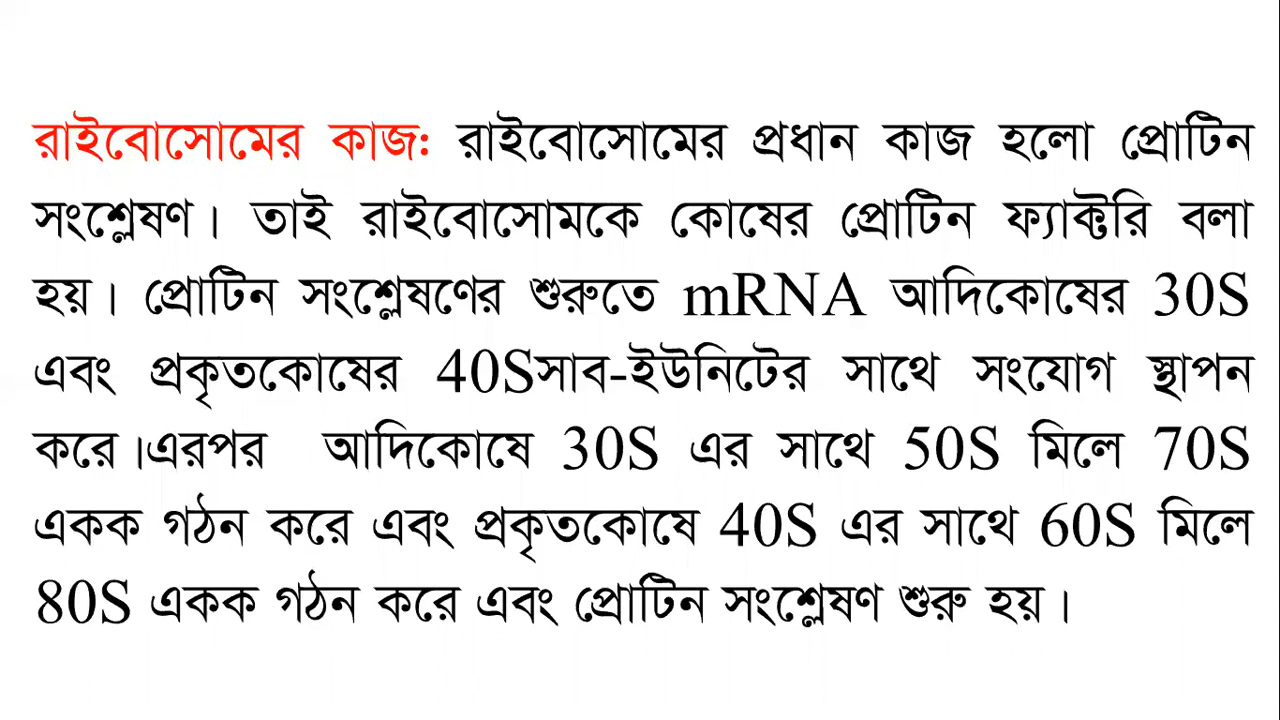 রাইবোসোমের কাজঃ রাইবোসোমের প্রধান কাজ হলো প্রোটিন
সংশ্লেষণ। তাই রাইবোসোমকে কোষের প্রোটিন ফ্যাক্টরি বলা
হয়। প্রোটিন সংশ্লেষণের শুরুতে mRNA আদিকোষের 30S
এবং প্রকৃতকোষের 40Sসাব-ইউনিটের সাথে সংযোগ স্থাপন
করে।এরপর আদিকোষে 30S এর সাথে 50S মিলে 70S
একক গঠন করে এবং প্রকৃতকোষে 40S এর সাথে 60S মিলে
80S একক গঠন করে এবং প্রোটিন সংশ্লেষণ শুরু হয়।